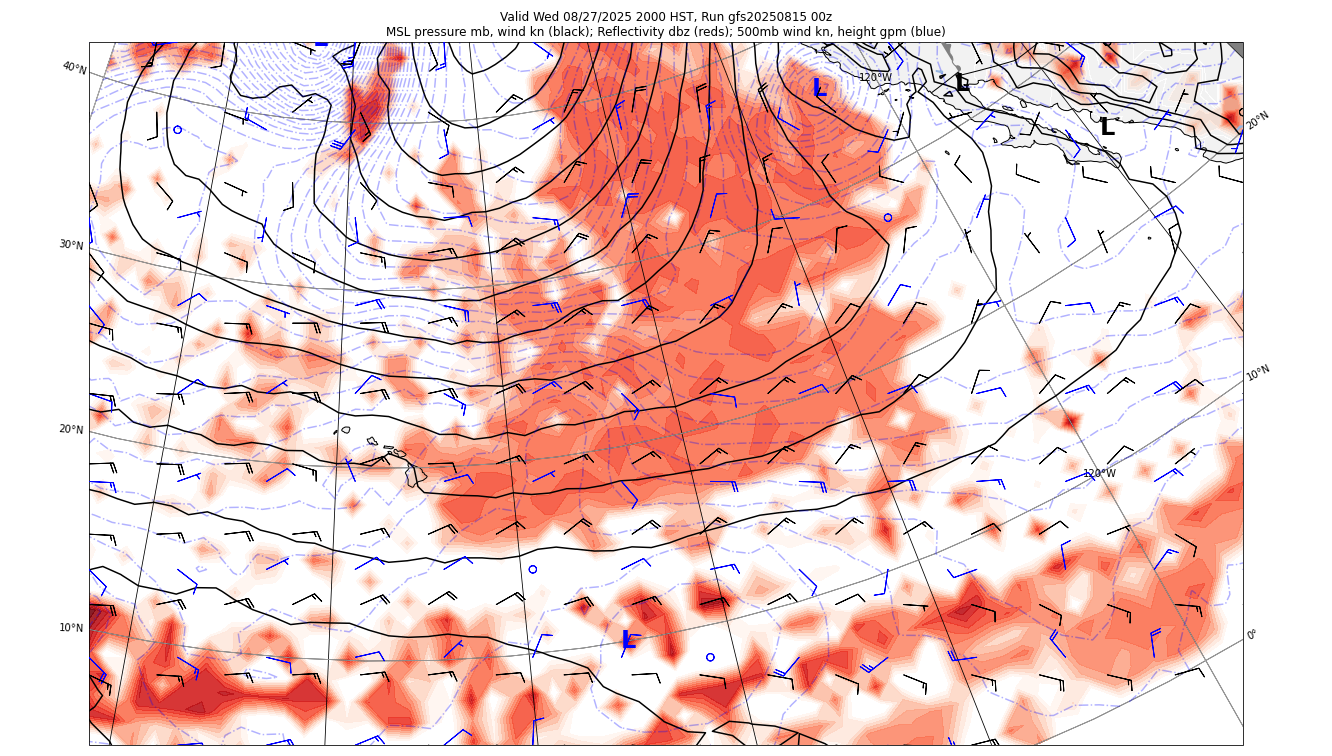 Valid Wed 08/27/2025 2000 HST, Run gfs20250815 00z
MSL pressure mb, wind kn (black); Reflectivity dbz (reds); 500mb wind kn, height gpm (blue)
L
40°N
120°W
L
L
L
20°N
30°N
10°N
20°N
120°W
10°N
L
0°